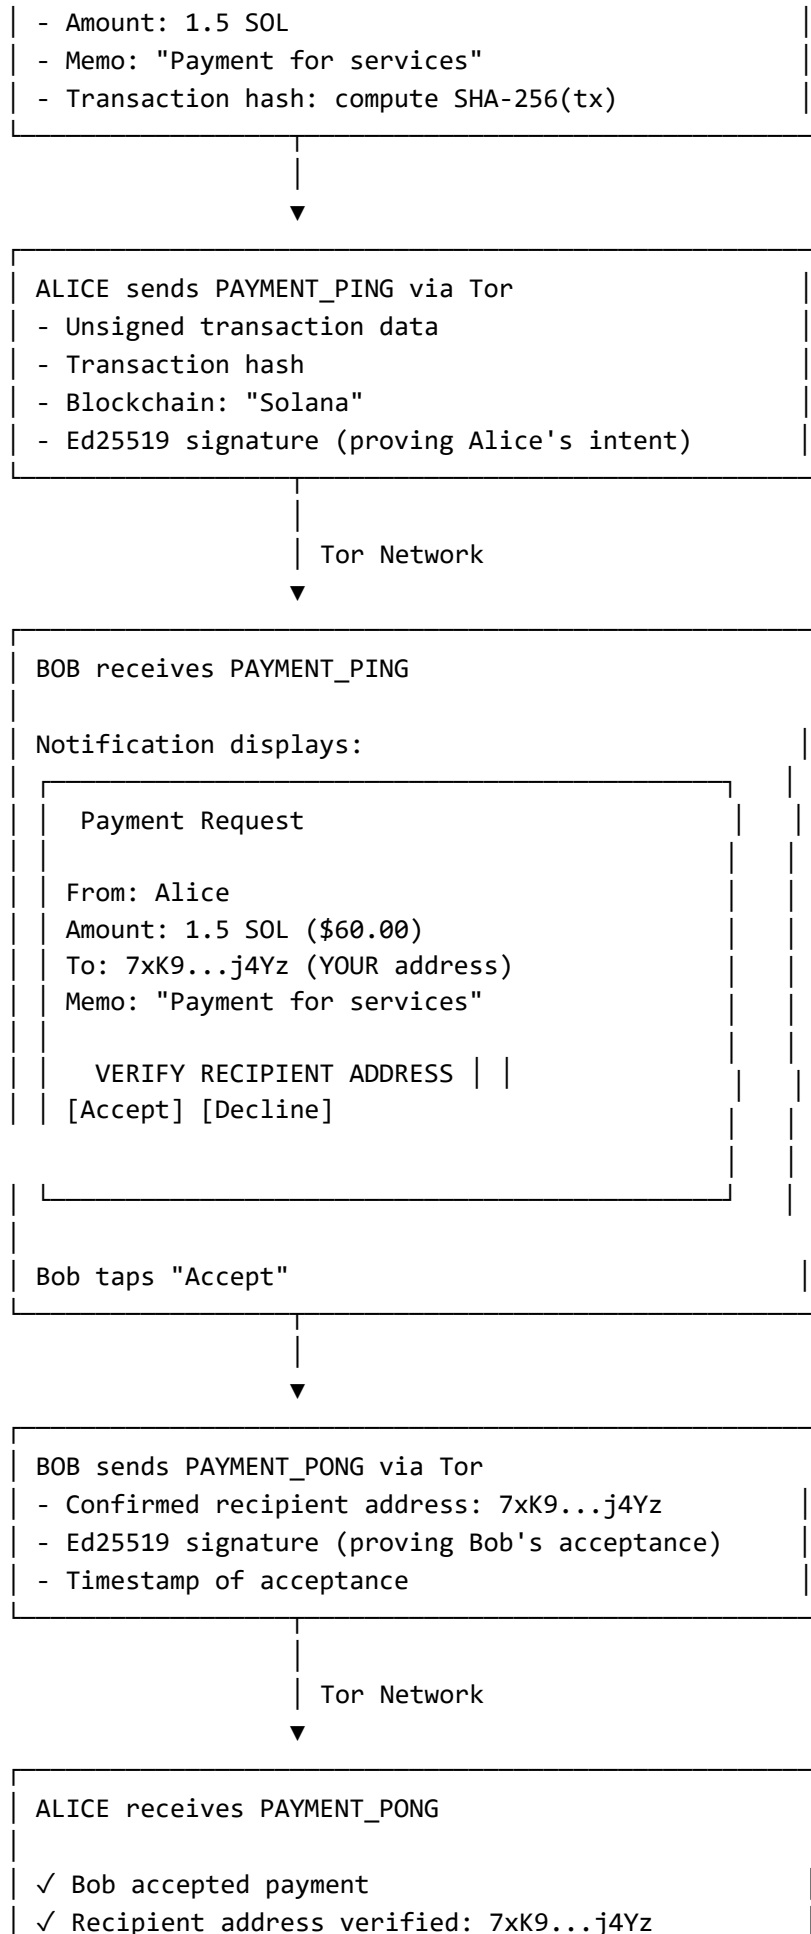 - Amount: 1.5 SOL
- Memo: "Payment for services"
- Transaction hash: compute SHA-256(tx)
ALICE sends PAYMENT_PING via Tor
- Unsigned transaction data
- Transaction hash
- Blockchain: "Solana"
- Ed25519 signature (proving Alice's intent)
Tor Network
BOB receives PAYMENT_PING
Notification displays:
Payment Request
From: Alice
Amount: 1.5 SOL ($60.00)
To: 7xK9...j4Yz (YOUR address)
Memo: "Payment for services"
VERIFY RECIPIENT ADDRESS
[Accept] [Decline]
Bob taps "Accept"
BOB sends PAYMENT_PONG via Tor
- Confirmed recipient address: 7xK9...j4Yz
- Ed25519 signature (proving Bob's acceptance)
- Timestamp of acceptance
Tor Network
ALICE receives PAYMENT_PONG
✓ Bob accepted payment
✓ Recipient address verified: 7xK9...j4Yz